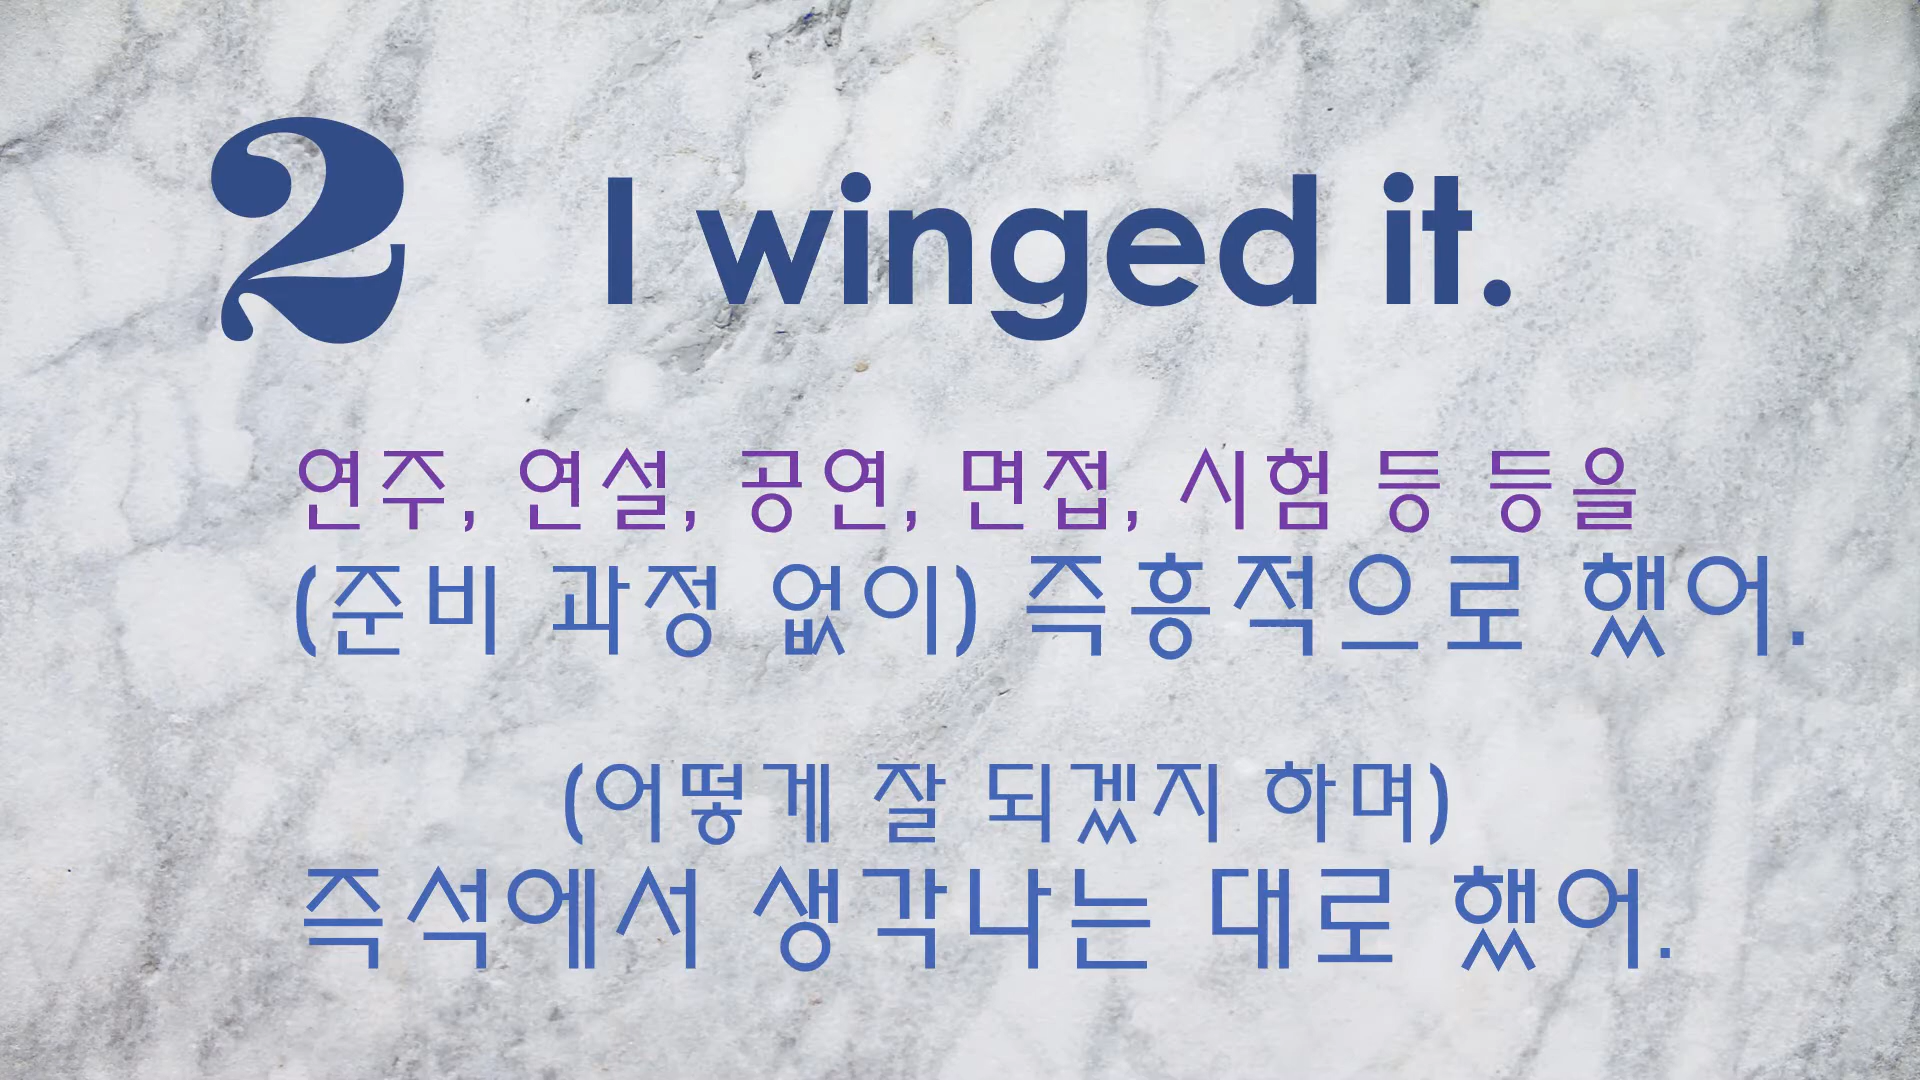 2 I winged it.
연주, 연설, 공연, 면접, 시험 등 등을
(준비 과정 없이) 즉흥적으로 했어.
(어떻게 잘 되겠지 하며)
즉석에서 생각나는 대로 했어.